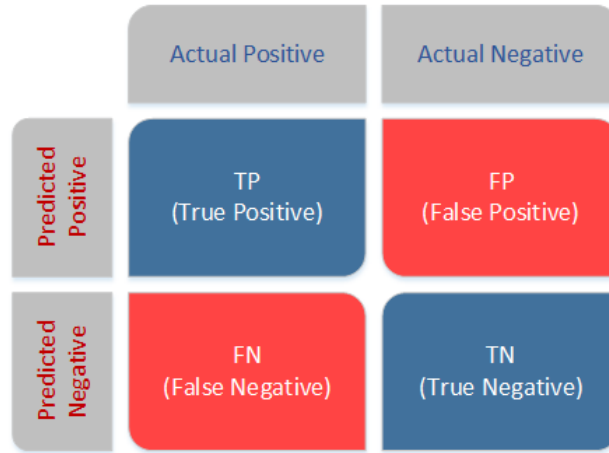 Actual Positive
Actual Negative
Predicted
Positive
TP
(True Positive)
FP
(False Positive)
Predicted
Negative
FN
(False Negative)
TN
(True Negative)